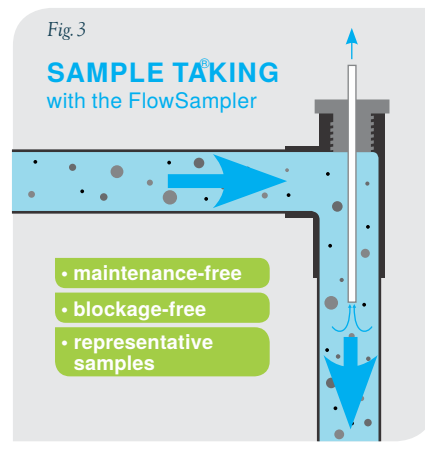 Fig. 3
SAMPLE TAKING®
with the FlowSampler
• maintenance-free
• blockage-free
• representative
samples